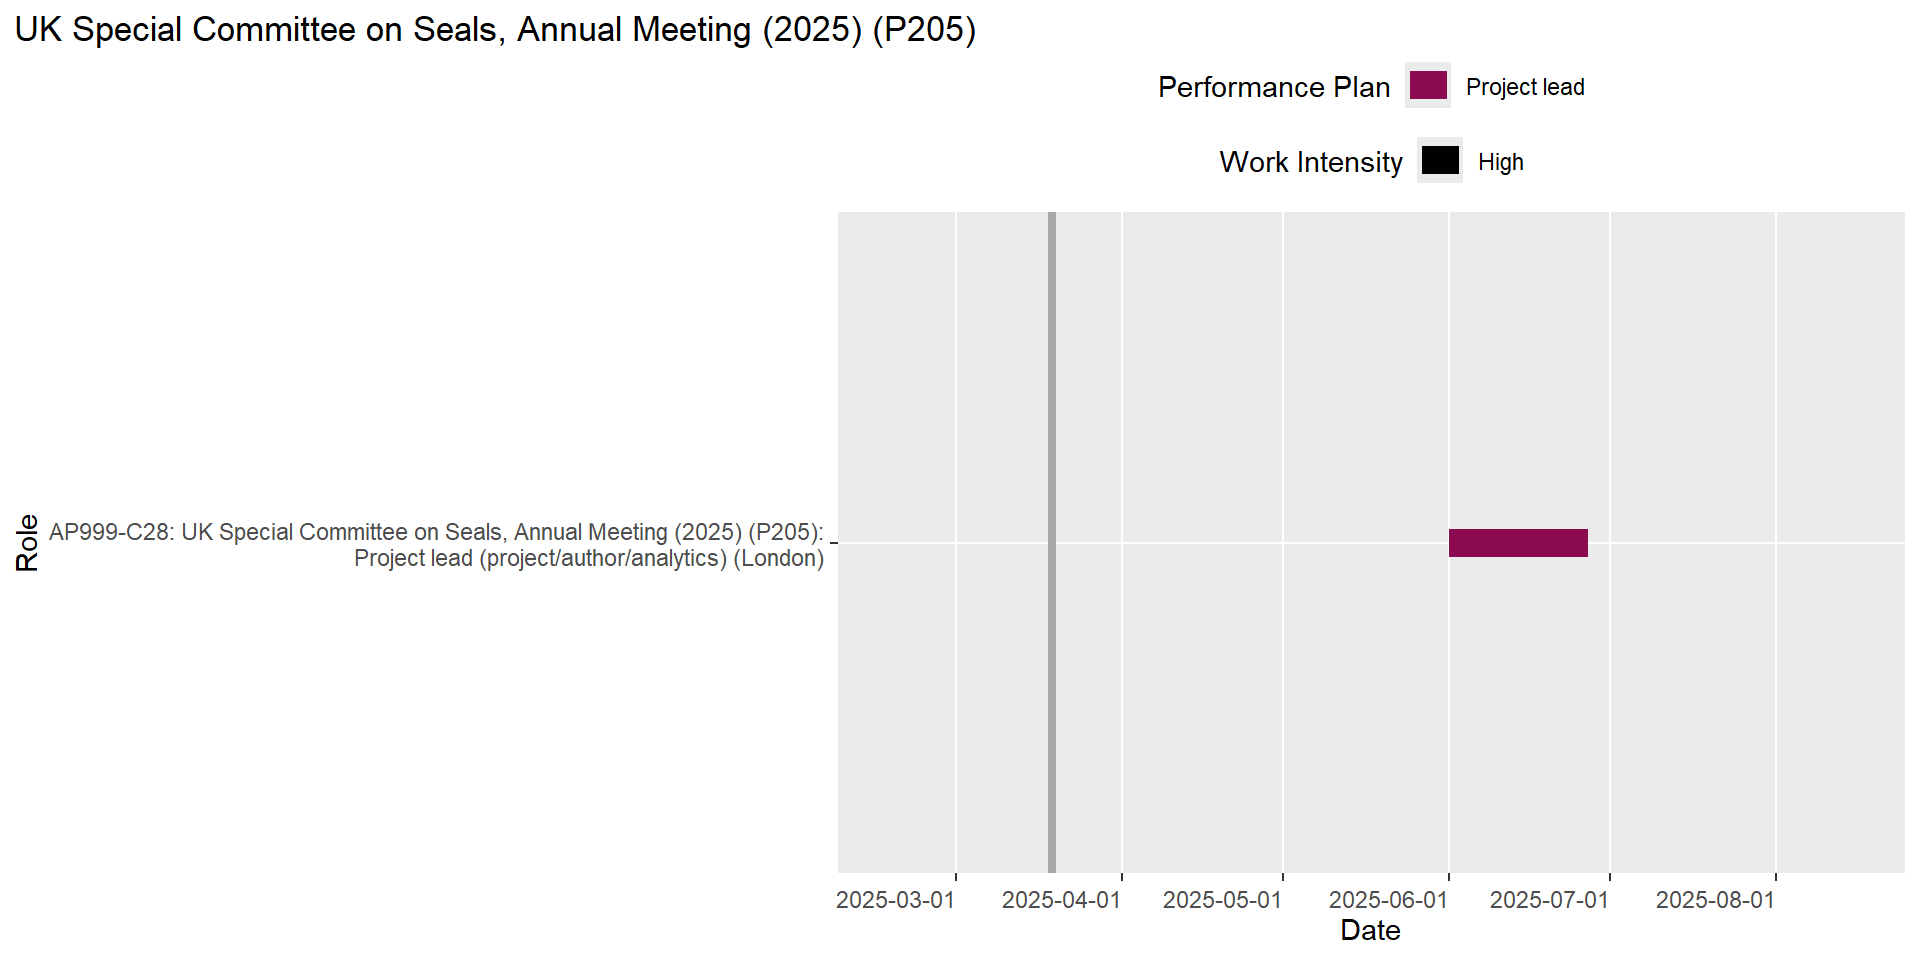 UK Special Committee on Seals, Annual Meeting (2025) (P205)
Performance Plan Project lead
Work Intensity High
Role
AP999-C28: UK Special Committee on Seals, Annual Meeting (2025) (P205):
Project lead (project/author/analytics) (London)
2025-03-01 2025-04-01 2025-05-01 2025-06-01 2025-07-01 2025-08-01
Date